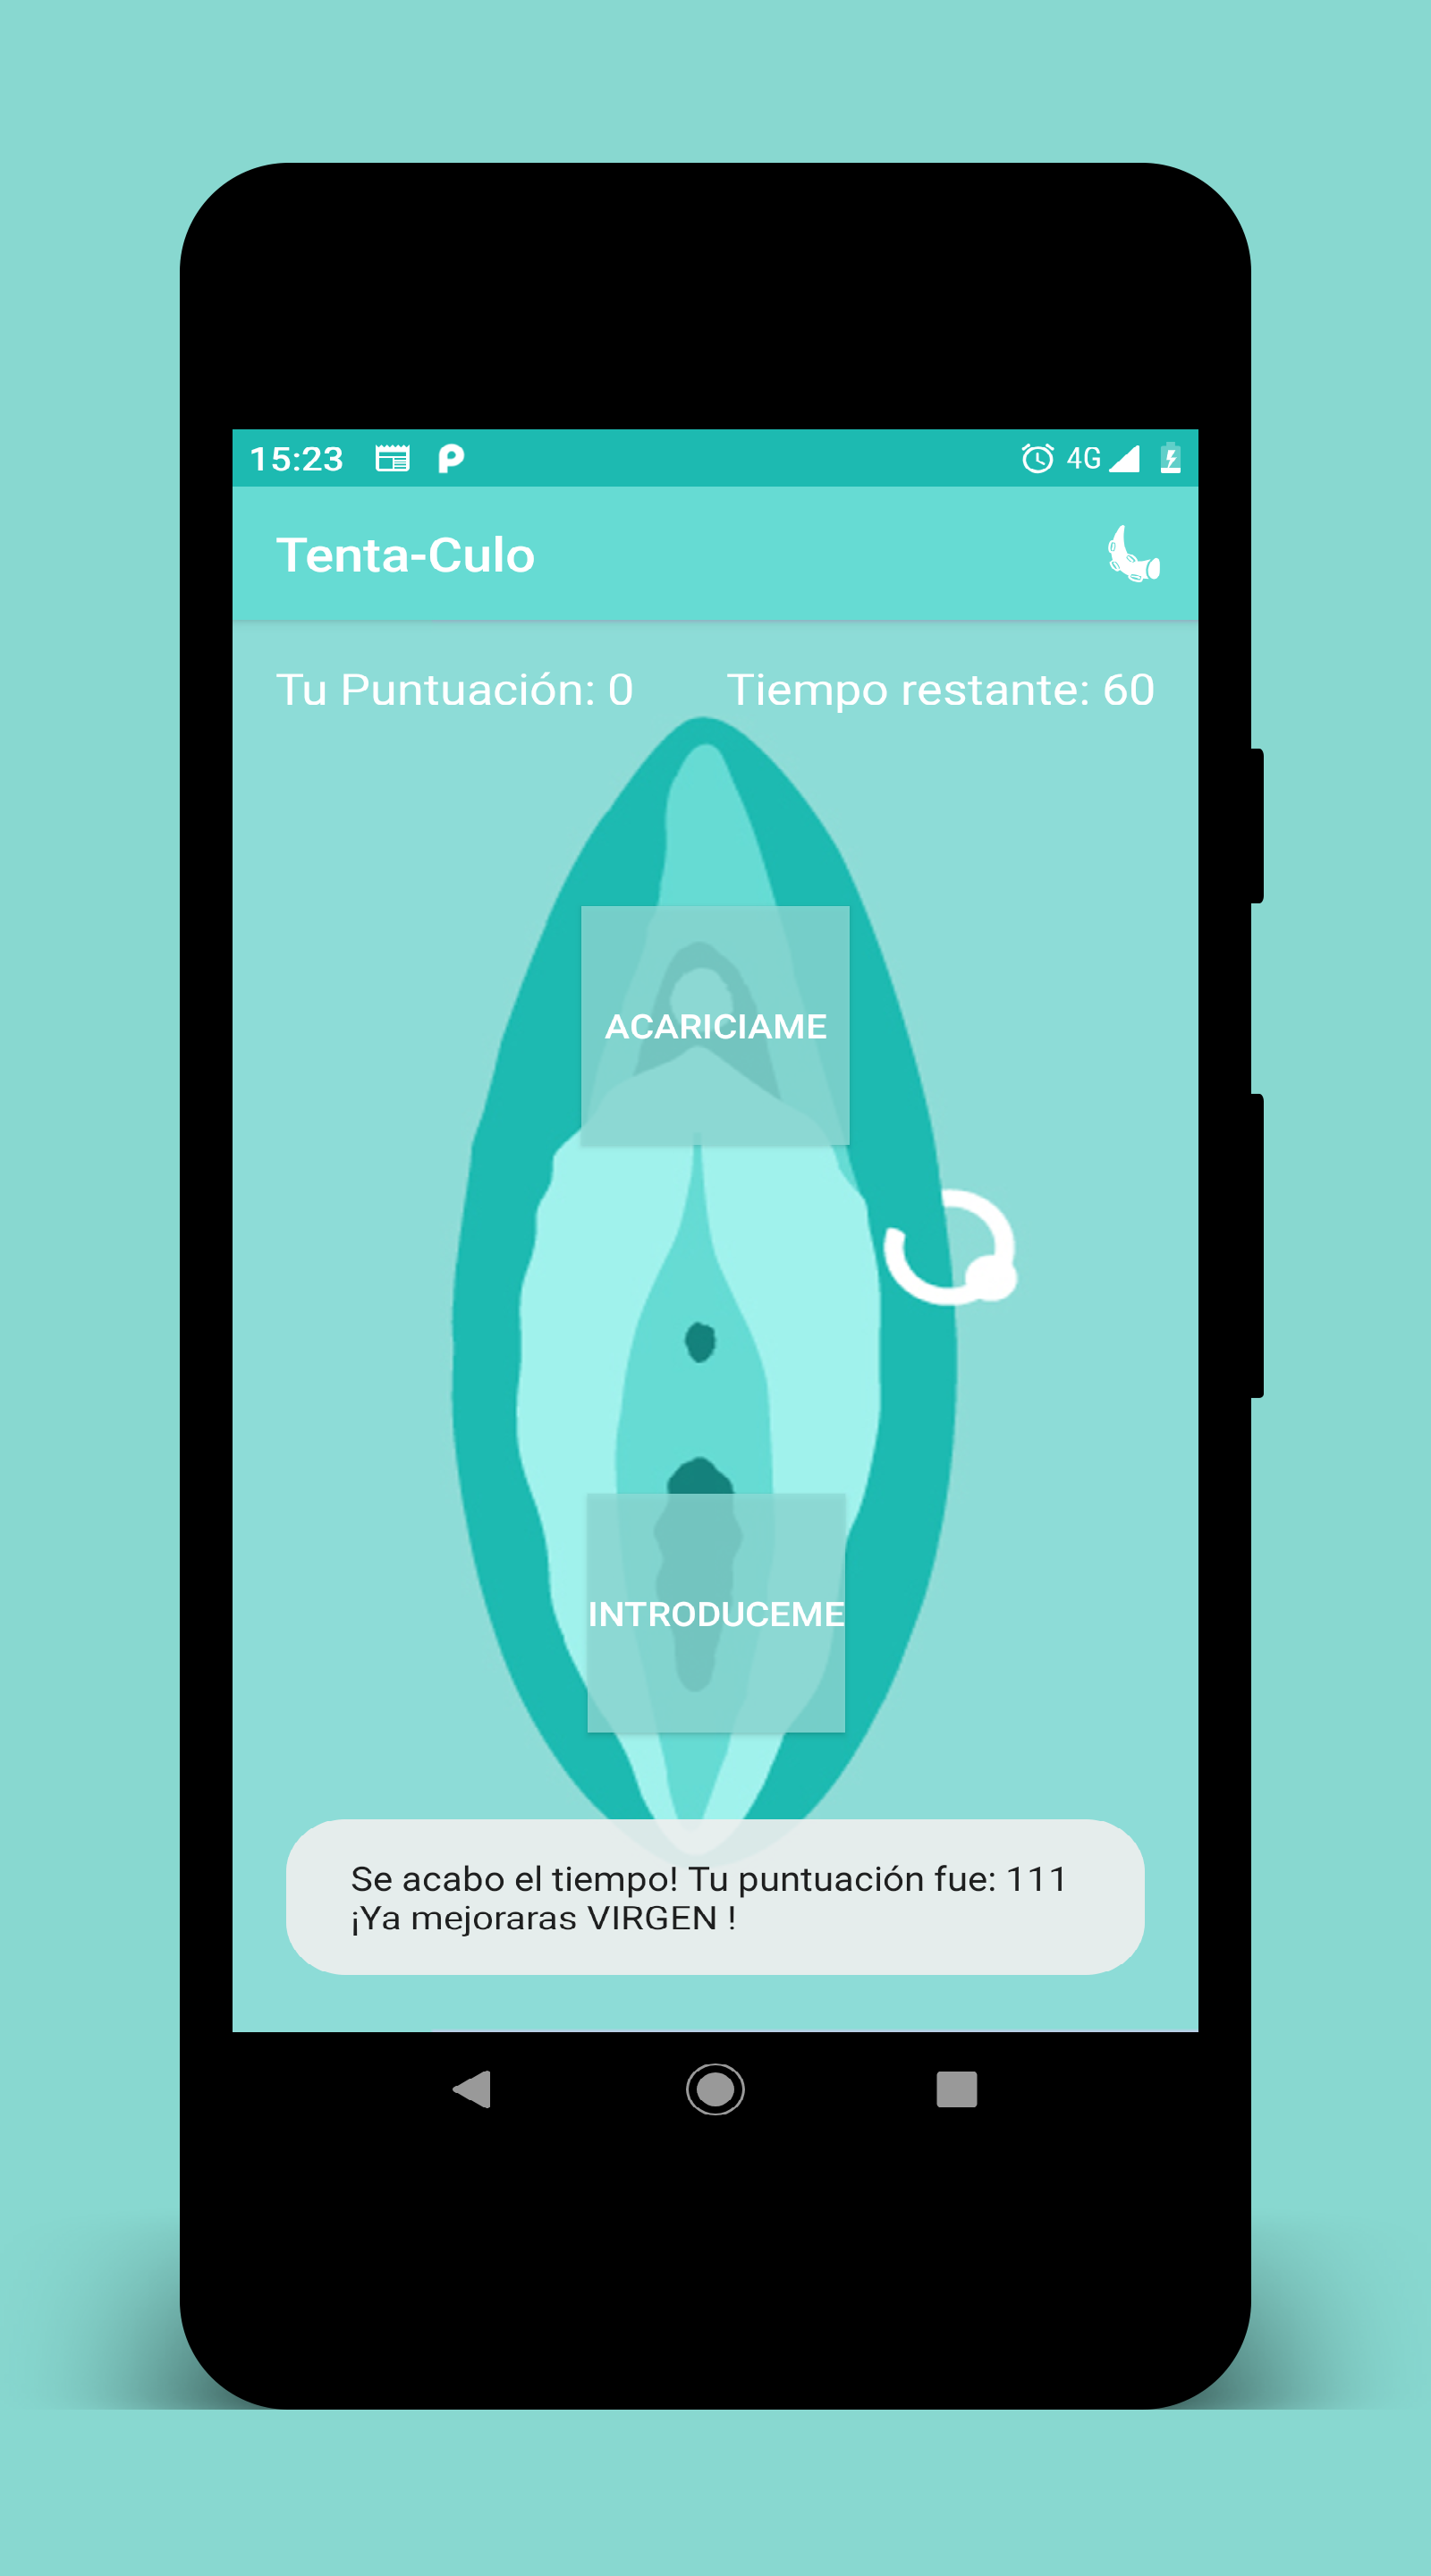 15:23
4G
Tenta-Culo
Tu Puntuación: 0
Tiempo restante: 60
ACARICIAME
INTRODUCEME
Se acabo el tiempo! Tu puntuación fue: 111
¡Ya mejoraras VIRGEN !